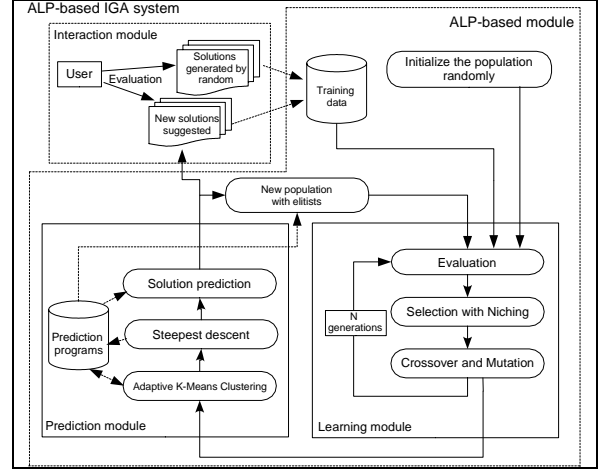 ALP-based IGA system
ALP-based module
Interaction module
User
Evaluation
Solutions
generated by
random
New solutions
suggested
Training
data
Initialize the population
randomly
New population
with elitists
Evaluation
Selection with Niching
Crossover and Mutation
N
generations
Learning module
Solution prediction
Steepest descent
Adaptive K-Means Clustering
Prediction
programs
Prediction module